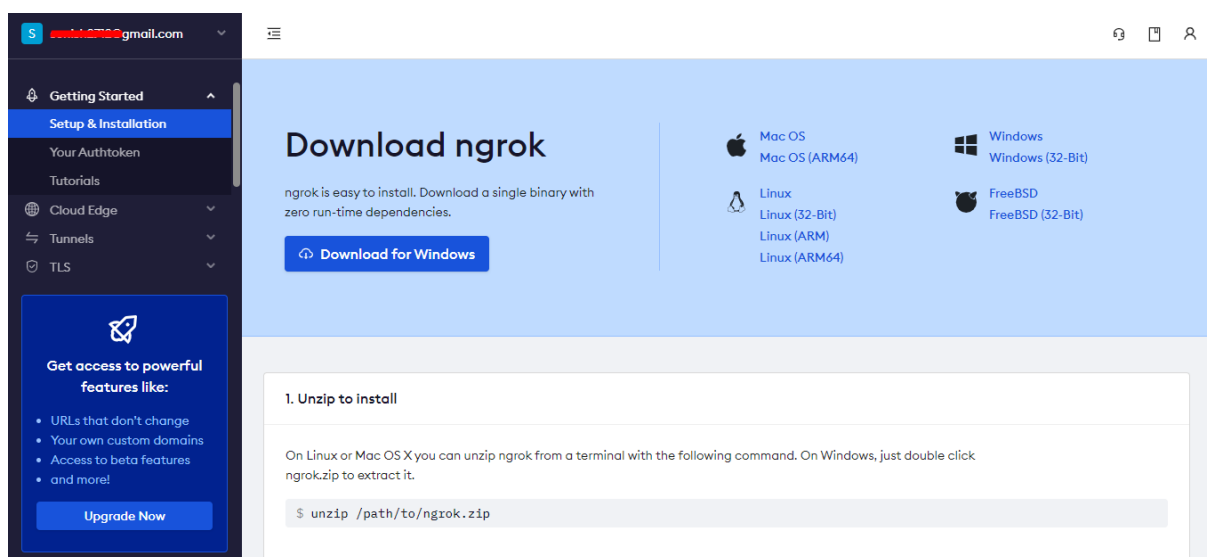 S
gmail.com
Getting Started
Setup & Installation
Your Authtoken
Tutorials
Cloud Edge
Tunnels
TLS
Get access to powerful
features like:
• URLs that don't change
• Your own custom domains
• Access to beta features
• and more!
Upgrade Now
Download ngrok
ngrok is easy to install. Download a single binary with
zero run-time dependencies.
Download for Windows
Mac OS
Mac OS (ARM64)
Linux
Linux (32-Bit)
Linux (ARM)
Linux (ARM64)
Windows
Windows (32-Bit)
FreeBSD
FreeBSD (32-Bit)
1. Unzip to install
On Linux or Mac OS X you can unzip ngrok from a terminal with the following command. On Windows, just double click
ngrok.zip to extract it.
$ unzip /path/to/ngrok.zip